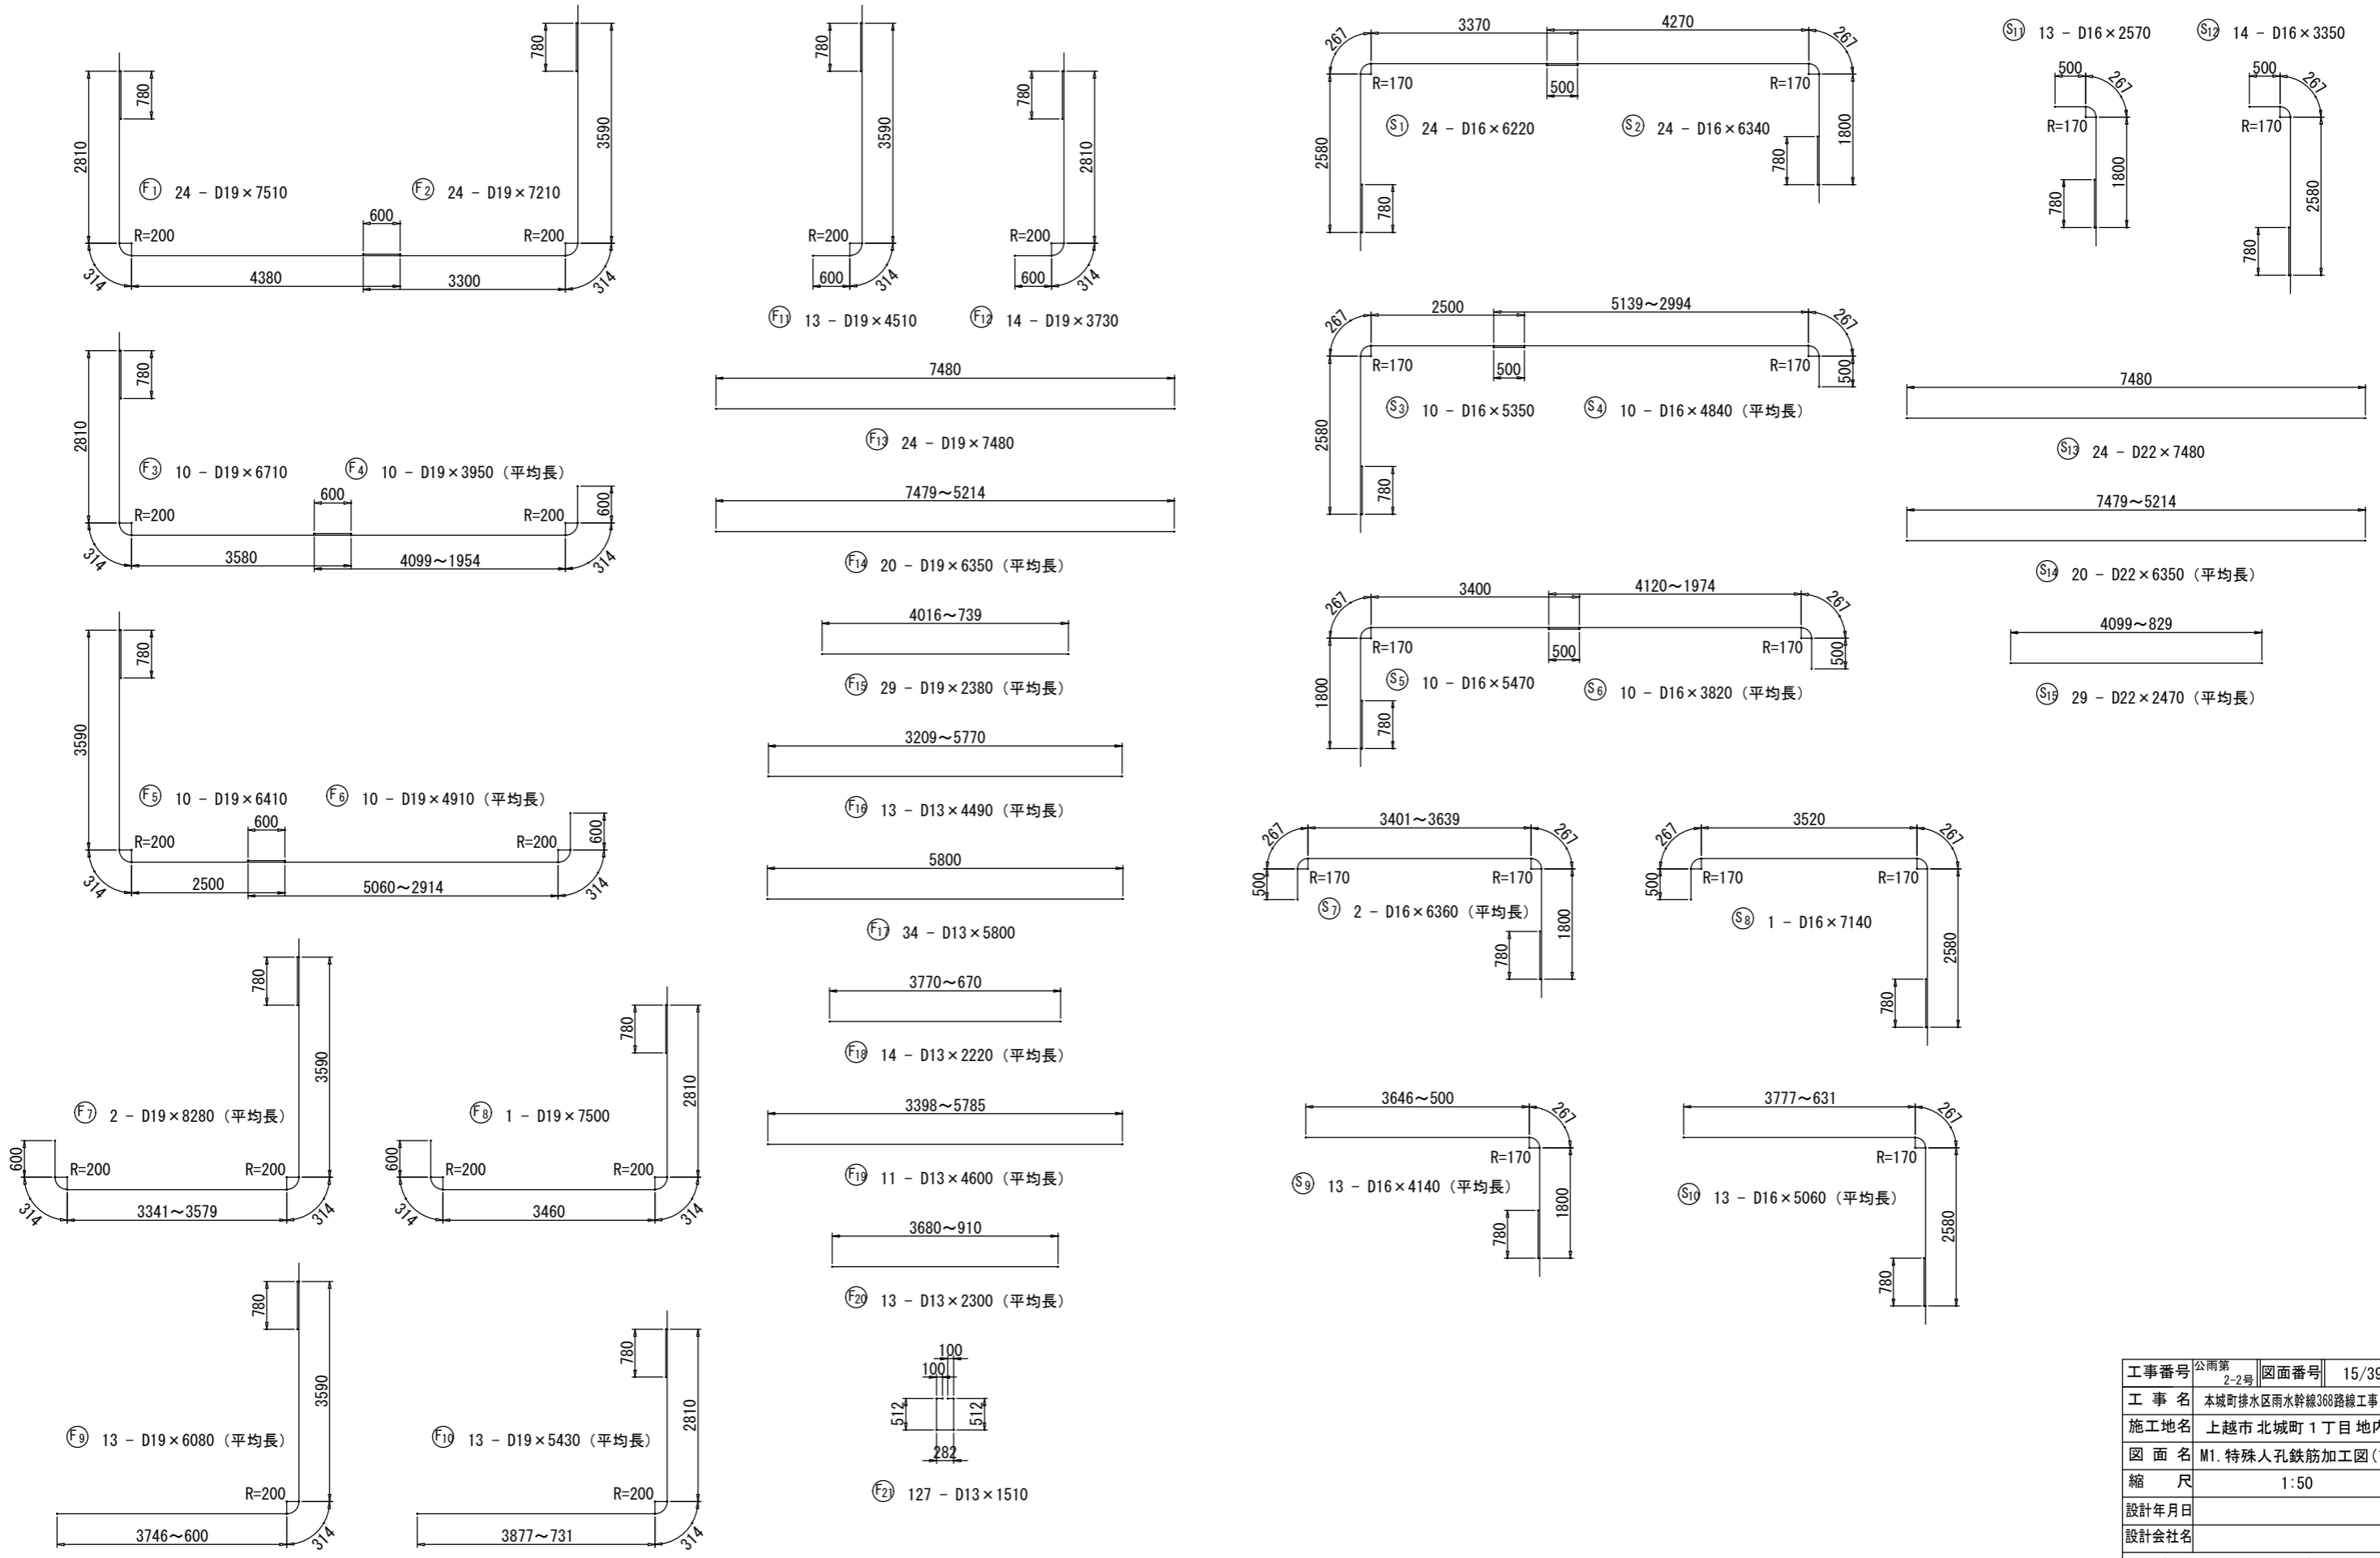 780
3590
2810
780
F1 24 - D19×7510
F2 24 - D19×7210
600
R=200
R=200
314
4380
3300
314
780
3590
R=200
600
314
F11 13 - D19×4510
780
2810
R=200
600
314
F12 14 - D19×3730
2810
780
F3 10 - D19×6710
F4 10 - D19×3950 (平均長)
600
R=200
R=200
600
314
3580
4099～1954
314
7480
F13 24 - D19×7480
7479～5214
F14 20 - D19×6350 (平均長)
4016～739
F15 29 - D19×2380 (平均長)
3209～5770
F16 13 - D13×4490 (平均長)
5800
F17 34 - D13×5800
3770～670
F18 14 - D13×2220 (平均長)
3398～5785
F19 11 - D13×4600 (平均長)
3680～910
F20 13 - D13×2300 (平均長)
100
100
512
512
282
F21 127 - D13×1510
3590
780
F5 10 - D19×6410
F6 10 - D19×4910 (平均長)
600
R=200
R=200
600
314
2500
5060～2914
314
780
3590
F7 2 - D19×8280 (平均長)
600
R=200
R=200
314
3341～3579
314
780
2810
F8 1 - D19×7500
600
R=200
R=200
314
3460
314
780
3590
F9 13 - D19×6080 (平均長)
R=200
3746～600
314
780
2810
F10 13 - D19×5430 (平均長)
R=200
3877～731
314
267
3370
4270
267
R=170
500
R=170
S1 24 - D16×6220
S2 24 - D16×6340
2580
780
1800
780
S11 13 - D16×2570
500
267
R=170
780
1800
S12 14 - D16×3350
500
267
R=170
780
2580
267
2500
5139～2994
267
R=170
500
R=170
500
S3 10 - D16×5350
S4 10 - D16×4840 (平均長)
2580
780
7480
S13 24 - D22×7480
7479～5214
S14 20 - D22×6350 (平均長)
4099～829
S15 29 - D22×2470 (平均長)
267
3400
4120～1974
267
R=170
500
R=170
500
S5 10 - D16×5470
S6 10 - D16×3820 (平均長)
1800
780
267
3401～3639
267
500
R=170
R=170
S7 2 - D16×6360 (平均長)
780
1800
267
3520
267
500
R=170
R=170
S8 1 - D16×7140
780
2580
3646～500
267
R=170
S9 13 - D16×4140 (平均長)
780
1800
3777～631
267
R=170
S10 13 - D16×5060 (平均長)
780
2580
工事番号 公雨第2-2号 図面番号 15/39
工事名 本城町排水区雨水幹線368路線工事
施工地名 上越市北城町1丁目地内
図面名 M1.特殊人孔鉄筋加工図(
縮尺 1:50
設計年月日
設計会社名